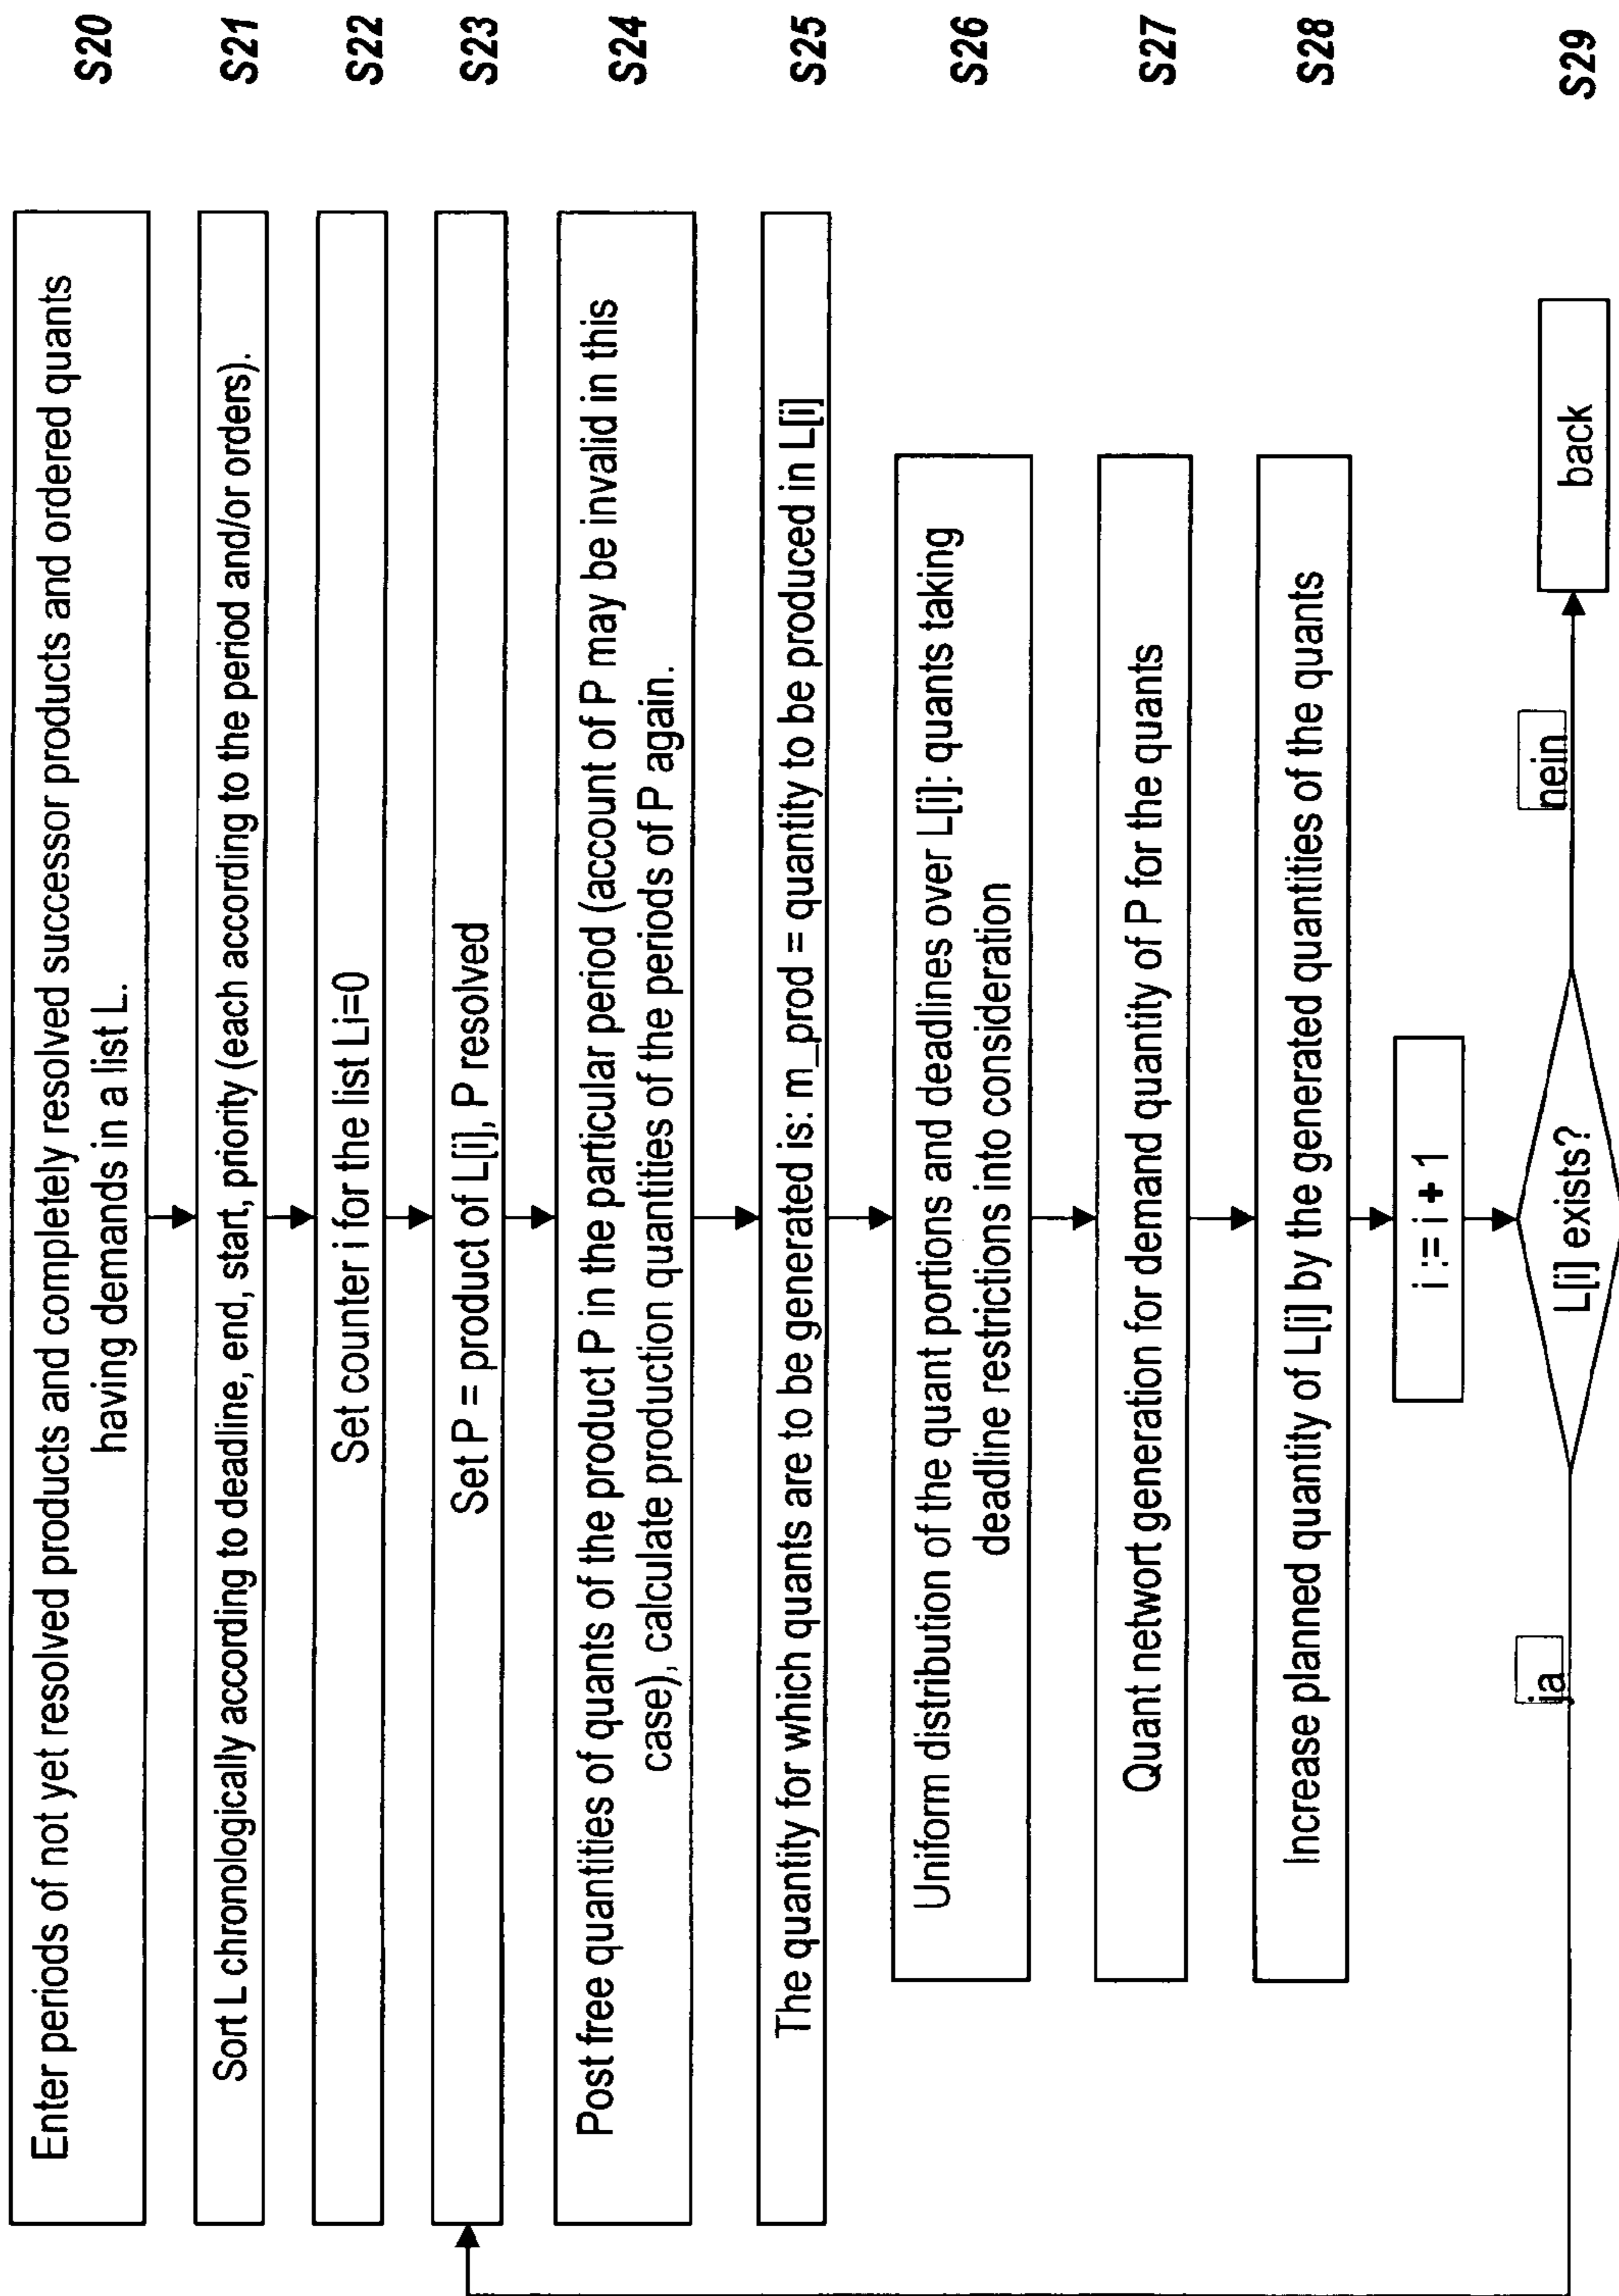 Enter periods of not yet resolved products and completely resolved successor products and ordered quants
having demands in a list L.
S20
Sort L chronologically according to deadline, end, start, priority (each according to the period and/or orders).
S21
Set counter i for the list Li=0
S22
Set P = product of L[i], P resolved
S23
Post free quantities of quants of the product P in the particular period (account of P may be invalid in this
case), calculate production quantities of the periods of P again.
S24
The quantity for which quants are to be generated is: m_prod = quantity to be produced in L[i]
S25
Uniform distribution of the quant portions and deadlines over L[i]: quants taking
deadline restrictions into consideration
S26
Quant networt generation for demand quantity of P for the quants
S27
Increase planned quantity of L[i] by the generated quantities of the quants
S28
i := i + 1
L[i] exists?
ja
nein
back
S29